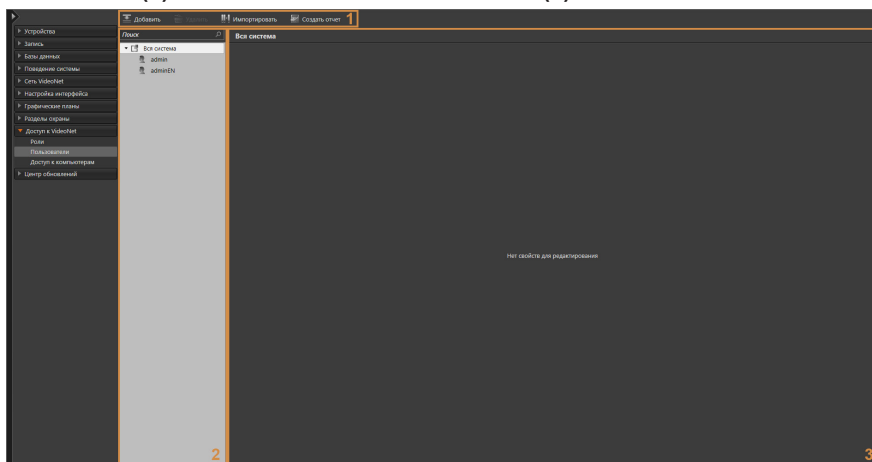 Добавить Удалить Импортировать Создать отчет 1
Устройства
Запись
Базы данных
Поведение системы
Сеть VideoNet
Настройка интерфейса
Графические планы
Разделы охраны
Доступ к VideoNet
Роли
Пользователи
Доступ к компьютерам
Центр обновлений
Поиск
Вся система
admin
adminEN
2
Вся система
Нет свойств для редактирования
3